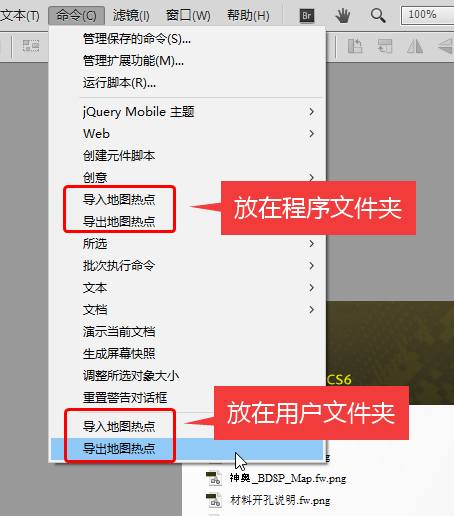 文本(T) 命令(C) 滤镜(I) 窗口(W) 帮助(H) Br 100%
管理保存的命令(S)...
管理扩展功能(M)...
运行脚本(R)...
jQuery Mobile 主题
Web
创建元件脚本
创意
导入地图热点
导出地图热点
放在程序文件夹
所选
批次执行命令
文本
文档
演示当前文档
生成屏幕快照
调整所选对象大小
CS6
重置警告对话框
导入地图热点
放在用户文件夹
导出地图热点
fw.png
神奥_BDSP_Map.fw.png
材料开孔说明.fw.png